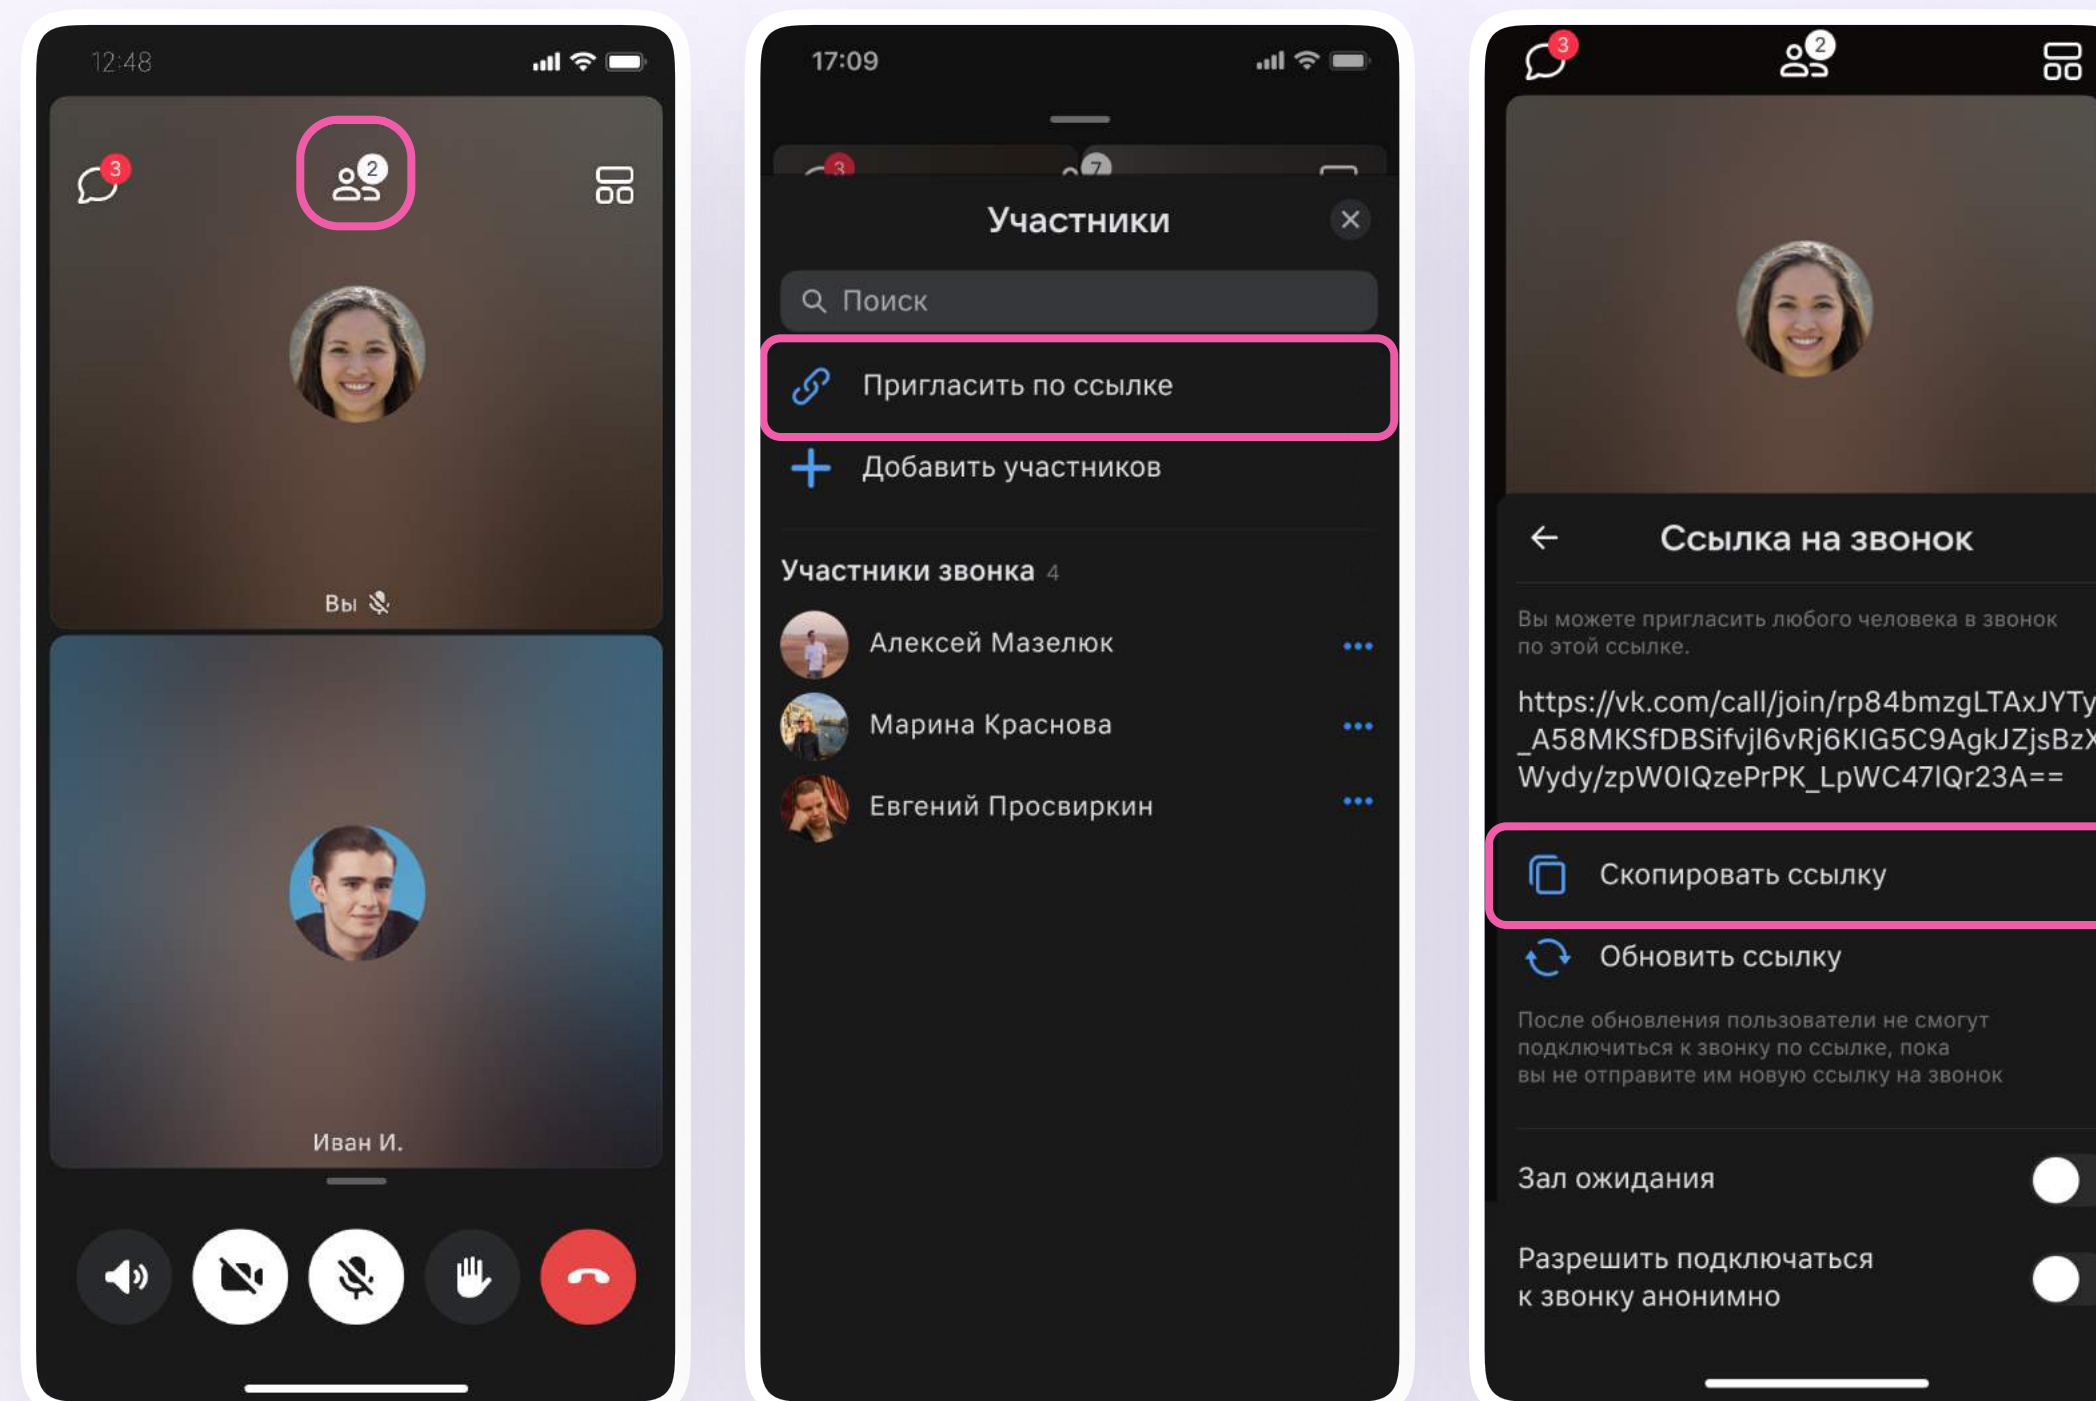 12:48
3
2
Вы
Иван И.
17:09
3
7
Участники
Поиск
Пригласить по ссылке
Добавить участников
Участники звонка 4
Алексей Мазелюк
Марина Краснова
Евгений Просвиркин
3
2
Ссылка на звонок
Вы можете пригласить любого человека в звонок
по этой ссылке.
https://vk.com/call/join/rp84bmzgLTAxJYTy
_A58MKSfDBSifvjl6vRj6KIG5C9AgkJZjsBzX
Wydy/zpW0IQzePrPK_LpWC47lQr23A==
Скопировать ссылку
Обновить ссылку
После обновления пользователи не смогут
подключиться к звонку по ссылке, пока
вы не отправите им новую ссылку на звонок
Зал ожидания
Разрешить подключаться
к звонку анонимно